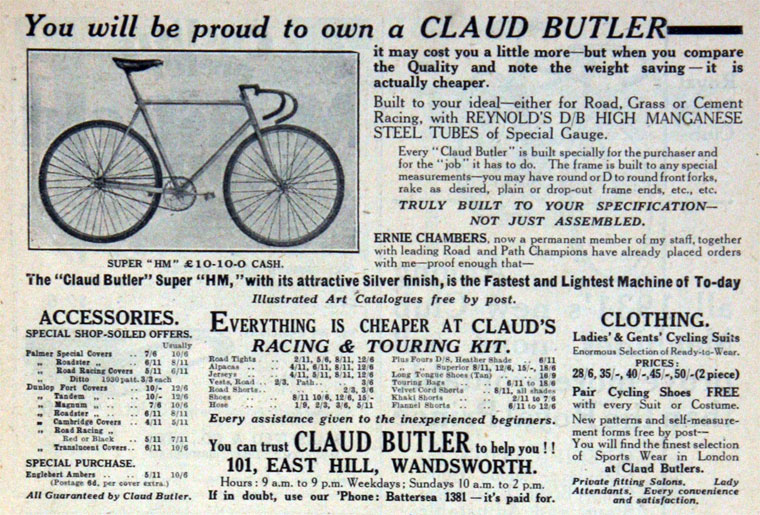 You will be proud to own a CLAUD BUTLER
it may cost you a little more—but when you compare
the Quality and note the weight saving—it is
actually cheaper.
Built to your ideal—either for Road, Grass or Cement
Racing, with REYNOLD'S D/B HIGH MANGANESE
STEEL TUBES of Special Gauge.
Every "Claud Butler" is built specially for the purchaser and
for the "job" it has to do. The frame is built to any special
measurements—you may have round or D to round front forks,
rake as desired, plain or drop-out frame ends, etc., etc.
TRULY BUILT TO YOUR SPECIFICATION—
NOT JUST ASSEMBLED.
ERNIE CHAMBERS, now a permanent member of my staff, together
with leading Road and Path Champions have already placed orders
with me—proof enough that—
SUPER "HM" £10-10-0 CASH.
The "Claud Butler" Super "HM," with its attractive Silver finish, is the Fastest and Lightest Machine of To-day
Illustrated Art Catalogues free by post.
ACCESSORIES.
SPECIAL SHOP-SOILED OFFERS.
Usually
Palmer Special Covers .. 7/6 10/6
„ Roadster „ .. 6/11 8/11
„ Road Racing Covers 5/11 6/11
„ Ditto 1930 patt. 3/3 each
Dunlop Fort Covers .. 10/- 12/6
„ Tandem „ .. 10/- 12/6
„ Magnum „ .. 7/6 10/6
„ Roadster „ .. 6/11 8/11
„ Cambridge Covers .. 4/11 5/11
„ Road Racing „
Red or Black .. 5/11 7/11
„ Translucent Covers.. 6/11 10/6
SPECIAL PURCHASE.
Englebert Ambers .. .. 5/11 10/6
(Postage 6d. per cover extra.)
All Guaranteed by Claud Butler.
EVERYTHING IS CHEAPER AT CLAUD'S
RACING & TOURING KIT.
Road Tights .. .. 2/11, 5/6, 8/11, 12/6
Alpacas .. .. 4/11, 6/11, 8/11, 12/6
Jerseys .. .. 4/11, 5/11, 8/11, 12/6
Vests, Road .. 2/3. Path .. 3/6
Road Shorts.. .. .. 2/3, 3/6
Shoes .. 8/11 10/6, 12/6, 15/-
Hose .. .. 1/9, 2/3, 3/6, 5/11
Plus Fours D/B, Heather Shade .. 6/11
„ „ Superior 8/11, 12/6, 15/-, 18/6
Long Tongue Shoes (Tan) .. 16/9
Touring Bags .. .. 6/11 to 18/6
Velvet Cord Shorts .. 8/11, all shades
Khaki Shorts .. .. 2/11 to 7/6
Flannel Shorts .. .. 6/11 to 12/6
Every assistance given to the inexperienced beginners.
You can trust CLAUD BUTLER to help you !!
101, EAST HILL, WANDSWORTH.
Hours : 9 a.m. to 9 p.m. Weekdays; Sundays 10 a.m. to 2 p.m.
If in doubt, use our 'Phone: Battersea 1381—it's paid for.
CLOTHING.
Ladies' & Gents' Cycling Suits
Enormous Selection of Ready-to-Wear.
PRICES:
28/6, 35/-, 40/-, 45/-, 50/- (2 piece)
Pair Cycling Shoes FREE
with every Suit or Costume.
New patterns and self-measure-
ment forms free by post—
You will find the finest selection
of Sports Wear in London
at Claud Butlers.
Private fitting Salons. Lady
Attendants. Every convenience
and satisfaction.